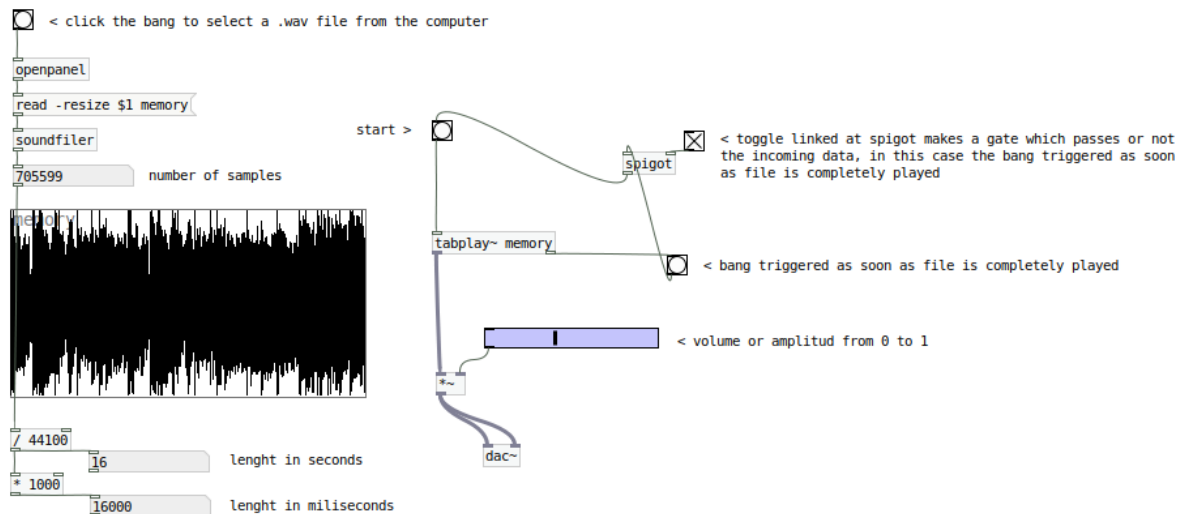 < click the bang to select a .wav file from the computer
openpanel
read -resize $1 memory
soundfiler
705599
number of samples
memory
/ 44100
16
lenght in seconds
* 1000
16000
lenght in miliseconds
start >
spigot
< toggle linked at spigot makes a gate which passes or not
the incoming data, in this case the bang triggered as soon
as file is completely played
tabplay~ memory
< bang triggered as soon as file is completely played
< volume or amplitud from 0 to 1
*~
dac~